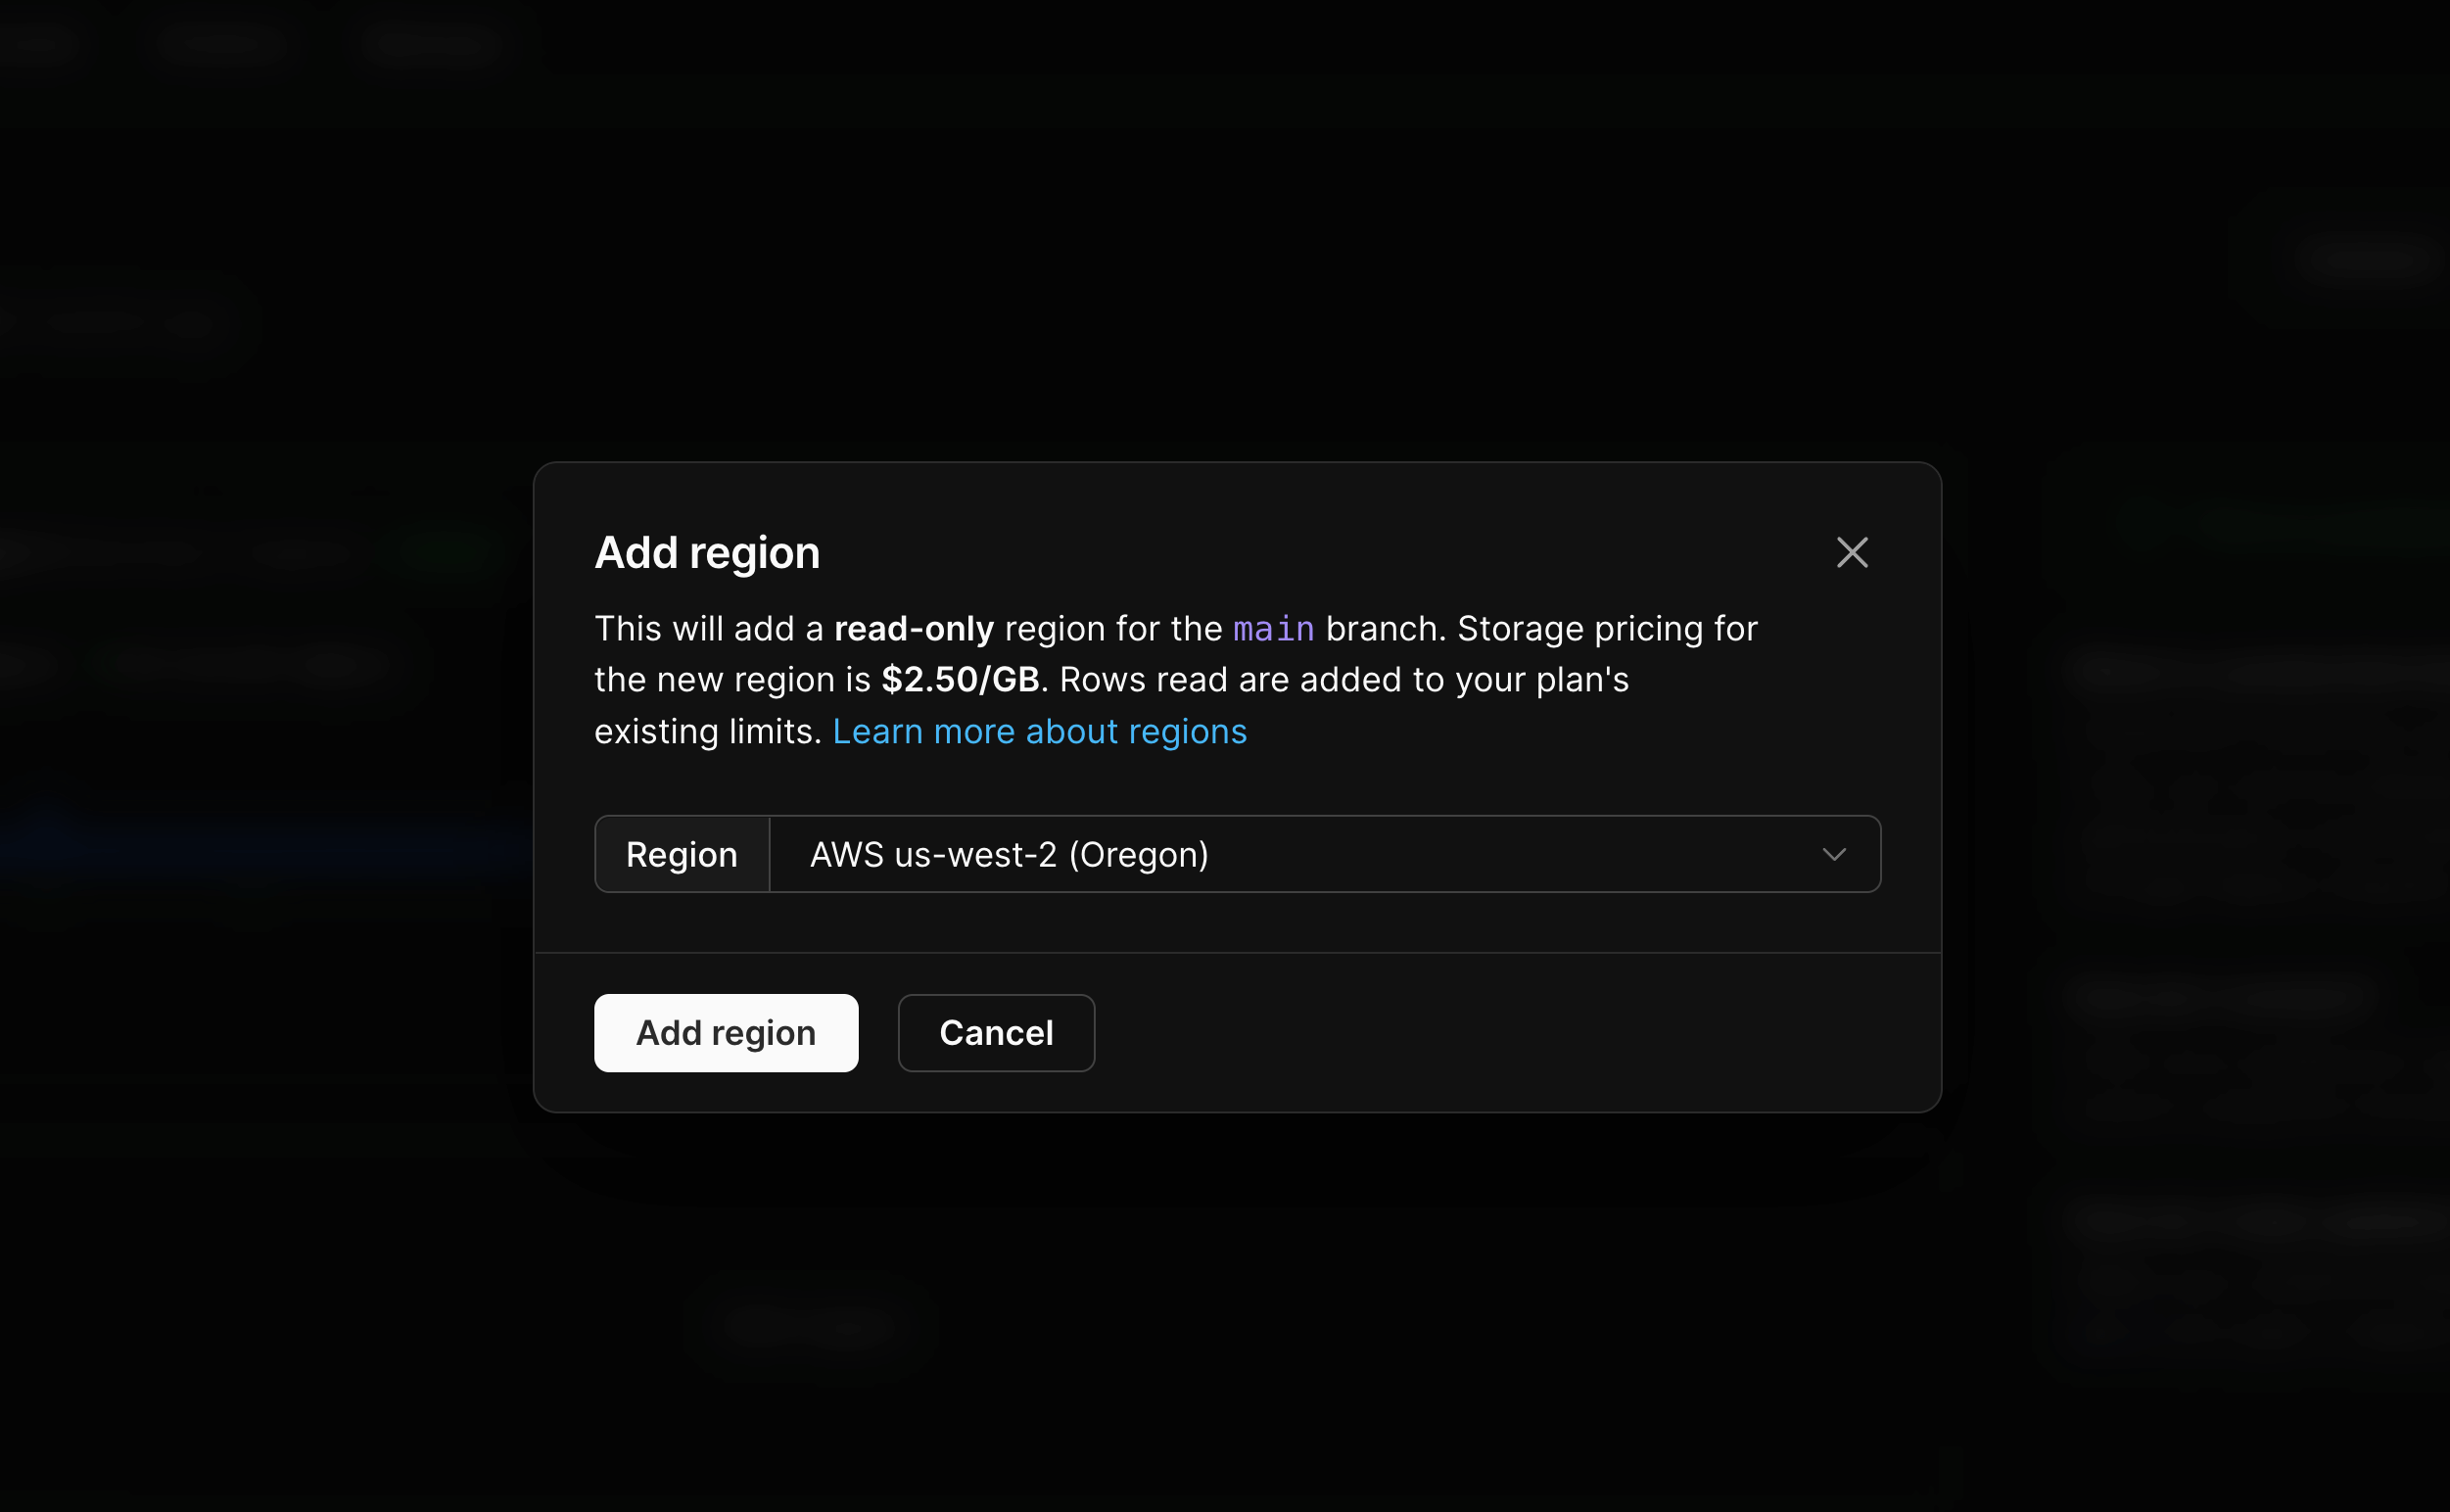 Add region
This will add a read-only region for the main branch. Storage pricing for
the new region is $2.50/GB. Rows read are added to your plan's
existing limits. Learn more about regions
Region AWS us-west-2 (Oregon)
Add region Cancel